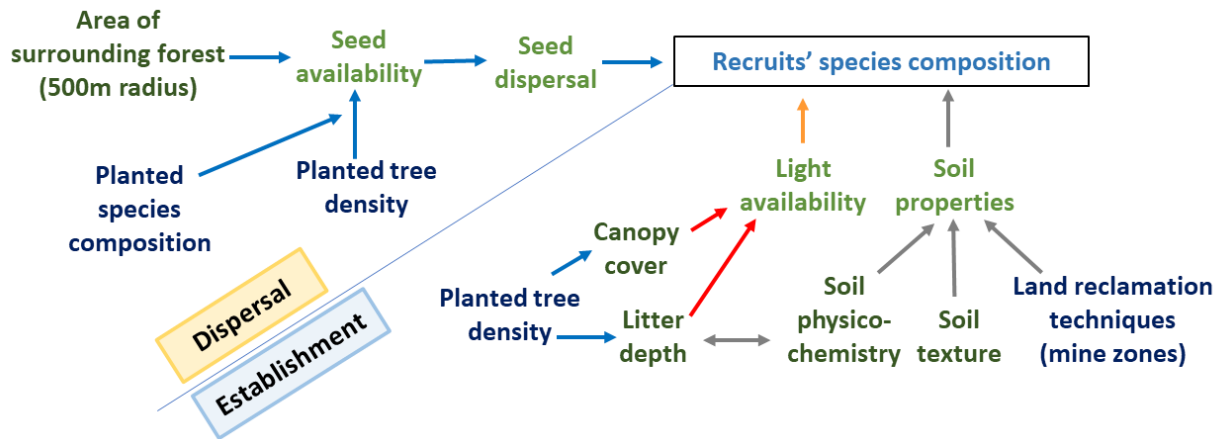 Area of
surrounding forest
(500m radius)
Seed
availability
Seed
dispersal
Recruits' species composition
Planted
species
composition
Planted tree
density
Light
availability
Soil
properties
Canopy
cover
Planted tree
density
Litter
depth
Soil
physico-
chemistry
Soil
texture
Land reclamation
techniques
(mine zones)
Dispersal
Establishment